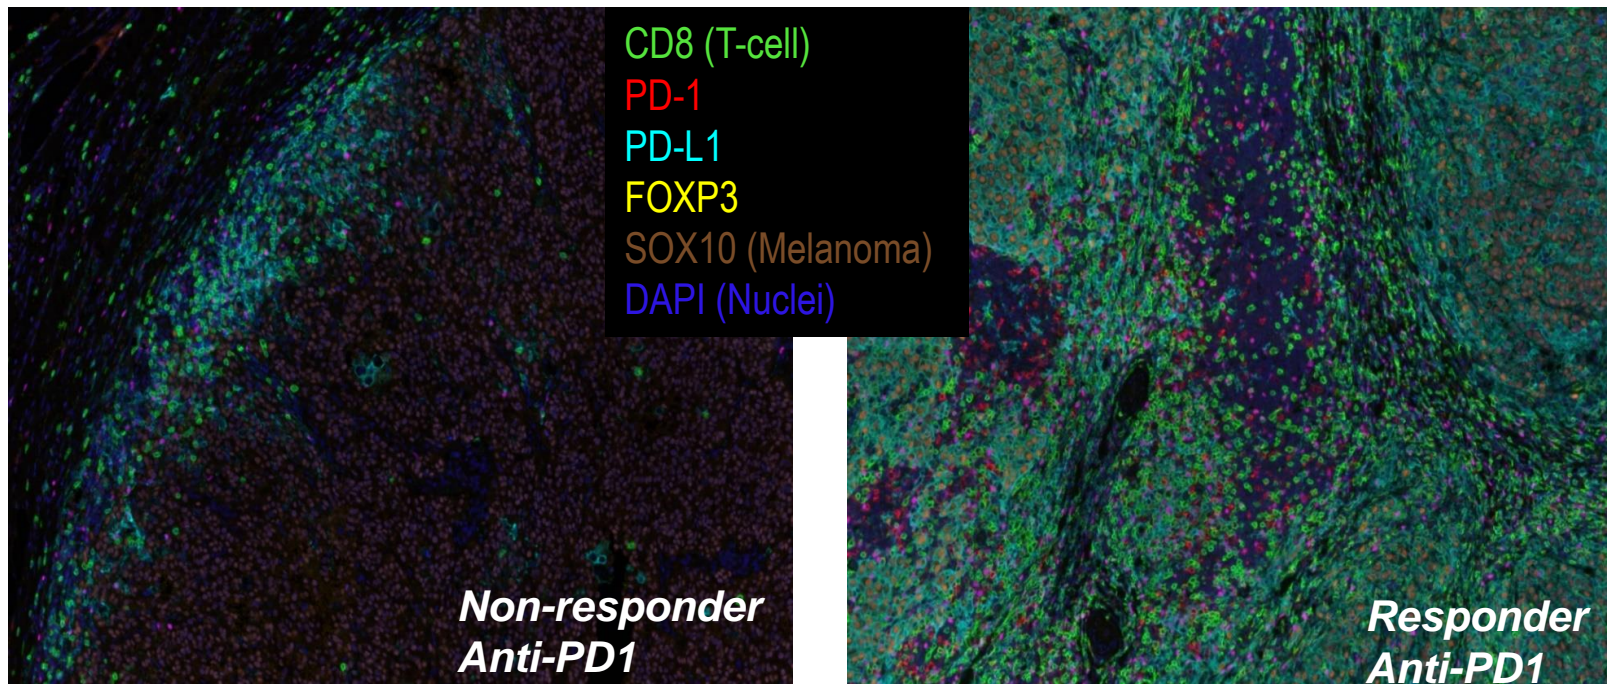 CD8 (T-cell)
PD-1
PD-L1
FOXP3
SOX10 (Melanoma)
DAPI (Nuclei)
Non-responder
Anti-PD1
Responder
Anti-PD1